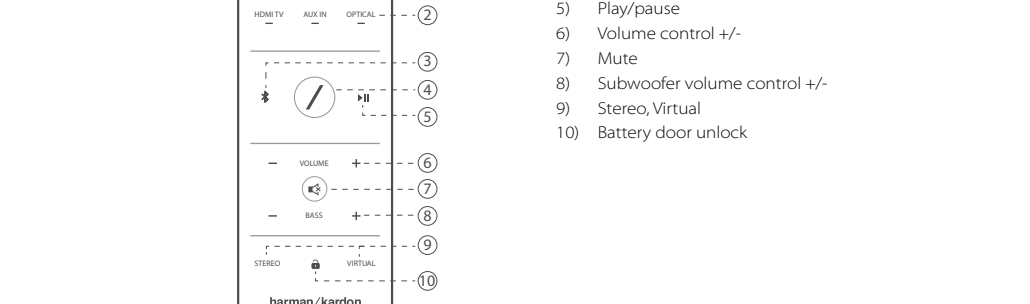 HDMI TV AUX IN OPTICAL 2
3
4
5
- VOLUME + 6
7
- BASS + 8
9
STEREO VIRTUAL
10
harman/kardon
5) Play/pause
6) Volume control +/-
7) Mute
8) Subwoofer volume control +/-
9) Stereo, Virtual
10) Battery door unlock